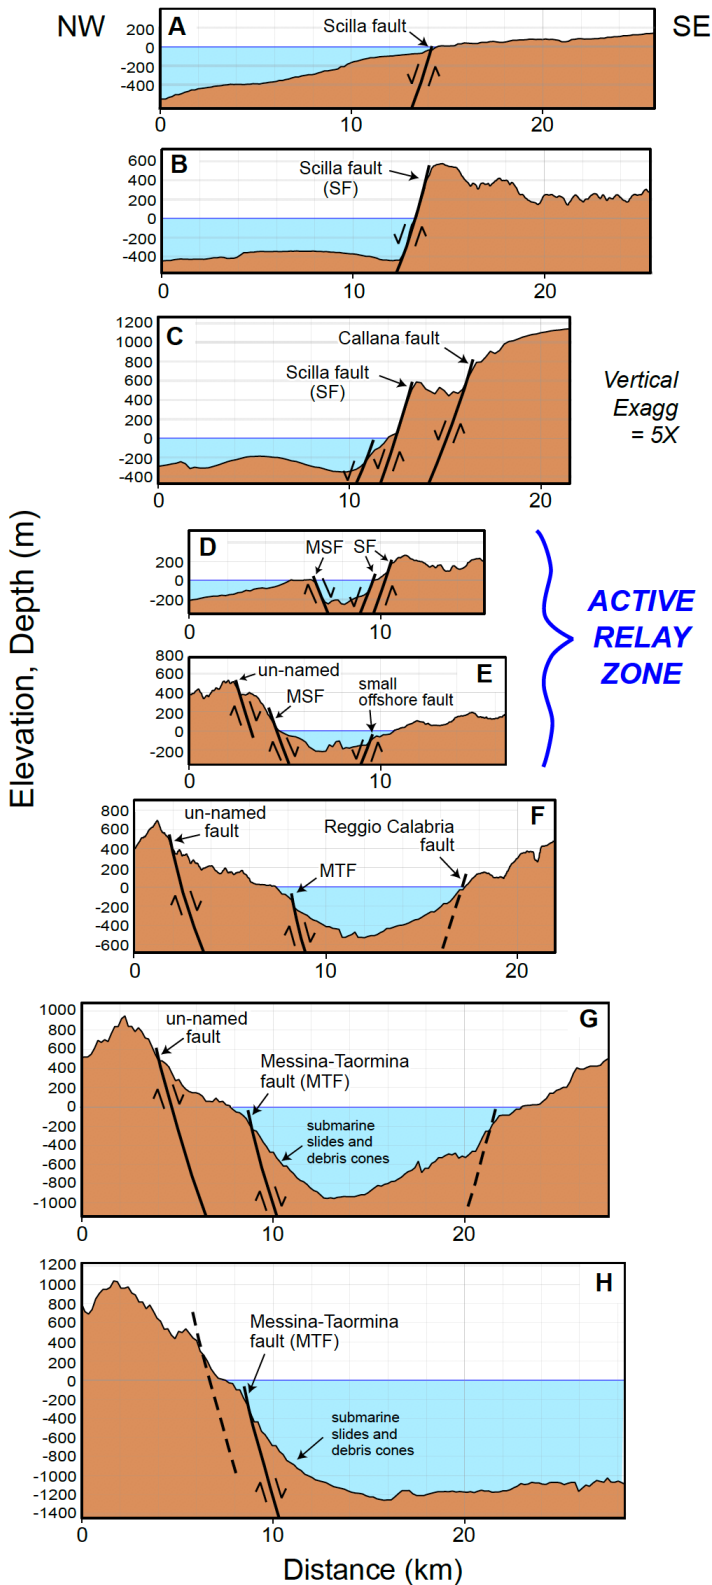 NW
SE
Elevation, Depth (m)
A
Scilla fault
200
0
-200
-400
0
10
20
B
Scilla fault
(SF)
600
400
200
0
-200
-400
0
10
20
C
Callana fault
Scilla fault
(SF)
1200
1000
800
600
400
200
0
-200
-400
0
10
20
Vertical
Exagg
= 5X
D
MSF
SF
200
0
-200
0
10
ACTIVE
RELAY
ZONE
E
un-named
MSF
small
offshore fault
800
600
400
200
0
-200
0
10
F
un-named
fault
Reggio Calabria
fault
MTF
800
600
400
200
0
-200
-400
-600
0
10
20
G
un-named
fault
Messina-Taormina
fault (MTF)
submarine
slides and
debris cones
1000
800
600
400
200
0
-200
-400
-600
-800
-1000
0
10
20
H
Messina-Taormina
fault (MTF)
submarine
slides and
debris cones
1200
1000
800
600
400
200
0
-200
-400
-600
-800
-1000
-1200
-1400
0
10
20
Distance (km)